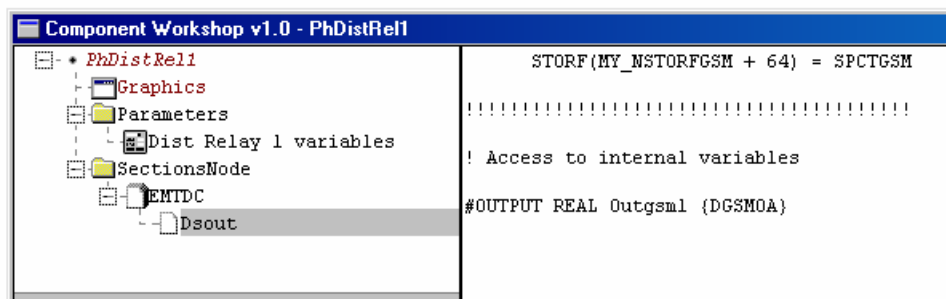 Component Workshop v1.0 - PhDistRel1
PhDistRel1
Graphics
Parameters
Dist Relay 1 variables
SectionsNode
EMTDC
Dsout
STORF(MY_NSTORFGSM + 64) = SPCTGSM
!!!!!!!!!!!!!!!!!!!!!!!!!!!!!!!!!!!!!!!
! Access to internal variables
#OUTPUT REAL Outgsml {DGSMOA}